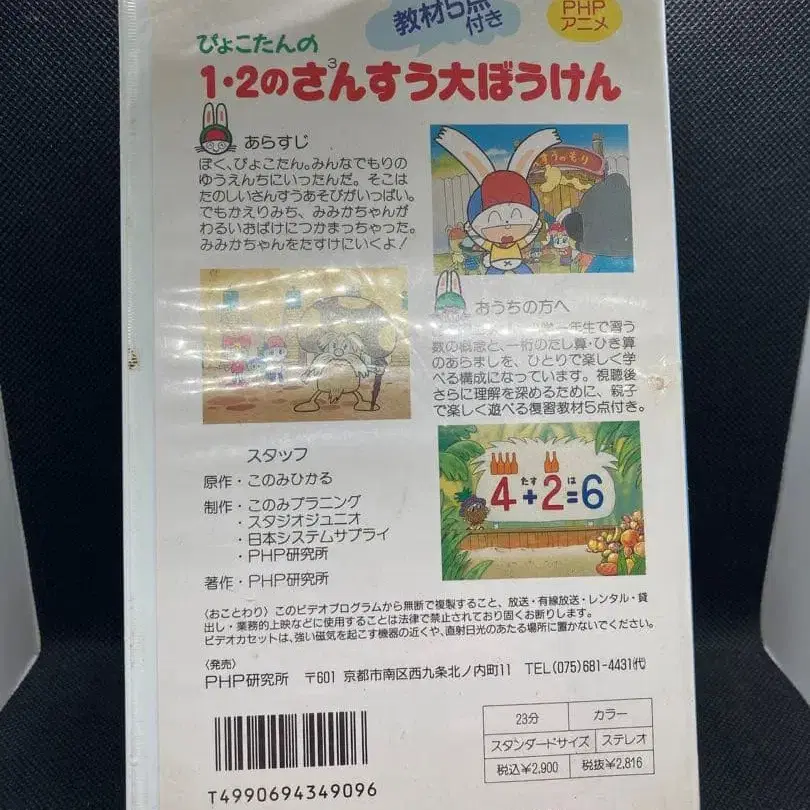 教材5点
付き
PHP
アニメ
ぴょこたんの
1・2のさんすう大ぼうけん
3
あらすじ
ぼく、ぴょこたん。みんなでもりの
ゆうえんちにいったんだ。そこは
たのしいさんすうあそびがいっぱい。
でもかえりみち、みみかちゃんが
わるいおばけにつかまっちゃった。
みみかちゃんをたすけにいくよ!
うのもり
おうちの方へ
一年生で習う
数の概念と、一桁のたし算・ひき算
のあらましを、ひとりで楽しく学
べる構成になっています。視聴後
さらに理解を深めるために、親子
で楽しく遊べる復習教材5点付き。
たす は
4+2=6
スタッフ
原作・このみひかる
制作・このみプラニング
・スタジオジュニオ
・日本システムサプライ
・PHP研究所
著作・PHP研究所
〈おことわり〉このビデオプログラムから無断で複製すること、放送・有線放送・レンタル・貸
出し・業務的上映などに使用することは法律で禁止されており固くお断りします。
ビデオカセットは、強い磁気を起こす機器の近くや、直射日光のあたる場所に置かないでください。
〈発売〉
PHP研究所 〒601 京都市南区西九条北ノ内町11 TEL(075)681-4431代
23分 カラー
スタンダードサイズ ステレオ
税込¥2,900 税抜¥2,816
T4990694349096